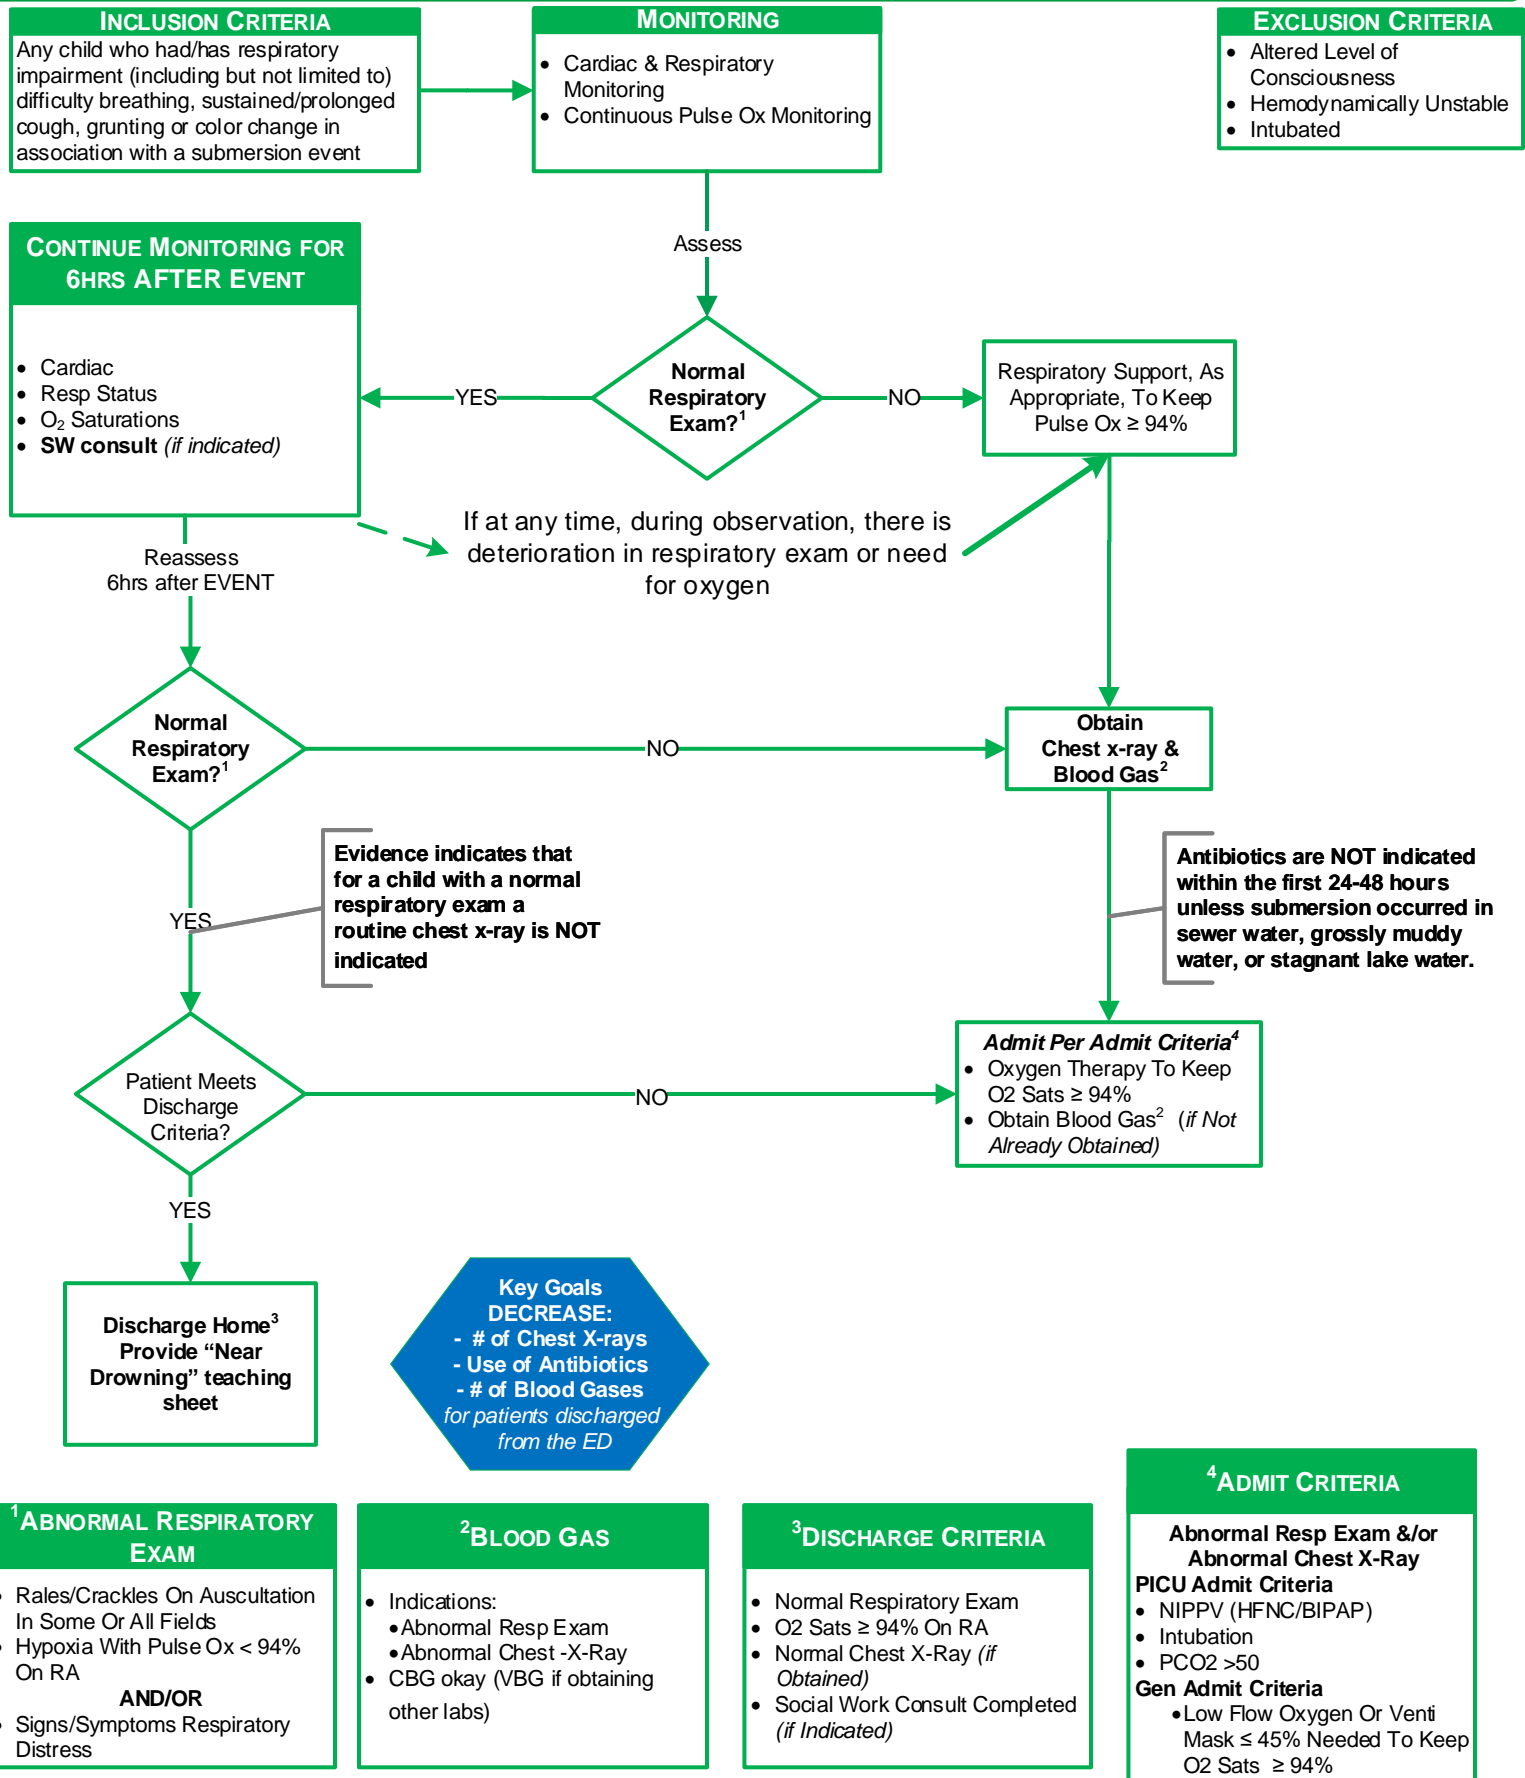 INCLUSION CRITERIA
Any child who had/has respiratory
impairment (including but not limited to)
difficulty breathing, sustained/prolonged
cough, grunting or color change in
association with a submersion event
MONITORING
• Cardiac & Respiratory
Monitoring
• Continuous Pulse Ox Monitoring
EXCLUSION CRITERIA
• Altered Level of
Consciousness
• Hemodynamically Unstable
• Intubated
Assess
CONTINUE MONITORING FOR
6HRS AFTER EVENT
• Cardiac
• Resp Status
• O₂ Saturations
• SW consult (if indicated)
YES
Normal
Respiratory
Exam?¹
NO
Respiratory Support, As
Appropriate, To Keep
Pulse Ox ≥ 94%
If at any time, during observation, there is
deterioration in respiratory exam or need
for oxygen
Reassess
6hrs after EVENT
Normal
Respiratory
Exam?¹
NO
Obtain
Chest x-ray &
Blood Gas²
YES
Evidence indicates that
for a child with a normal
respiratory exam a
routine chest x-ray is NOT
indicated
Antibiotics are NOT indicated
within the first 24-48 hours
unless submersion occurred in
sewer water, grossly muddy
water, or stagnant lake water.
Patient Meets
Discharge
Criteria?
NO
Admit Per Admit Criteria⁴
• Oxygen Therapy To Keep
O2 Sats ≥ 94%
• Obtain Blood Gas² (if Not
Already Obtained)
YES
Discharge Home³
Provide “Near
Drowning” teaching
sheet
Key Goals
DECREASE:
- # of Chest X-rays
- Use of Antibiotics
- # of Blood Gases
for patients discharged
from the ED
¹ABNORMAL RESPIRATORY
EXAM
• Rales/Crackles On Auscultation
In Some Or All Fields
• Hypoxia With Pulse Ox < 94%
On RA
AND/OR
• Signs/Symptoms Respiratory
Distress
²BLOOD GAS
• Indications:
• Abnormal Resp Exam
• Abnormal Chest -X-Ray
• CBG okay (VBG if obtaining
other labs)
³DISCHARGE CRITERIA
• Normal Respiratory Exam
• O2 Sats ≥ 94% On RA
• Normal Chest X-Ray (if
Obtained)
• Social Work Consult Completed
(if Indicated)
⁴ADMIT CRITERIA
Abnormal Resp Exam &/or
Abnormal Chest X-Ray
PICU Admit Criteria
• NIPPV (HFNC/BIPAP)
• Intubation
• PCO2 >50
Gen Admit Criteria
• Low Flow Oxygen Or Venti
Mask ≤ 45% Needed To Keep
O2 Sats ≥ 94%